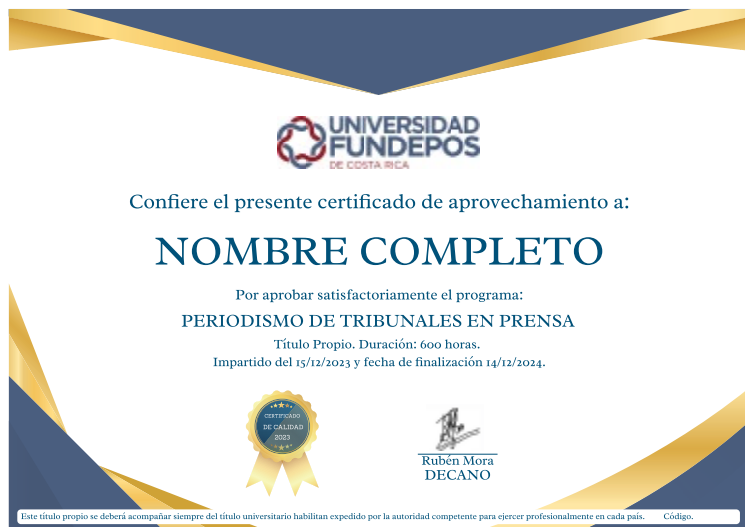 UNIVERSIDAD
FUNDEPOS
DE COSTA RICA
Confiere el presente certificado de aprovechamiento a:
NOMBRE COMPLETO
Por aprobar satisfactoriamente el programa:
PERIODISMO DE TRIBUNALES EN PRENSA
Título Propio. Duración: 600 horas.
Impartido del 15/12/2023 y fecha de finalización 14/12/2024.
CERTIFICADO
DE CALIDAD
2023
Rubén Mora
DECANO
Este título propio se deberá acompañar siempre del título universitario habilitan expedido por la autoridad competente para ejercer profesionalmente en cada país. Código.